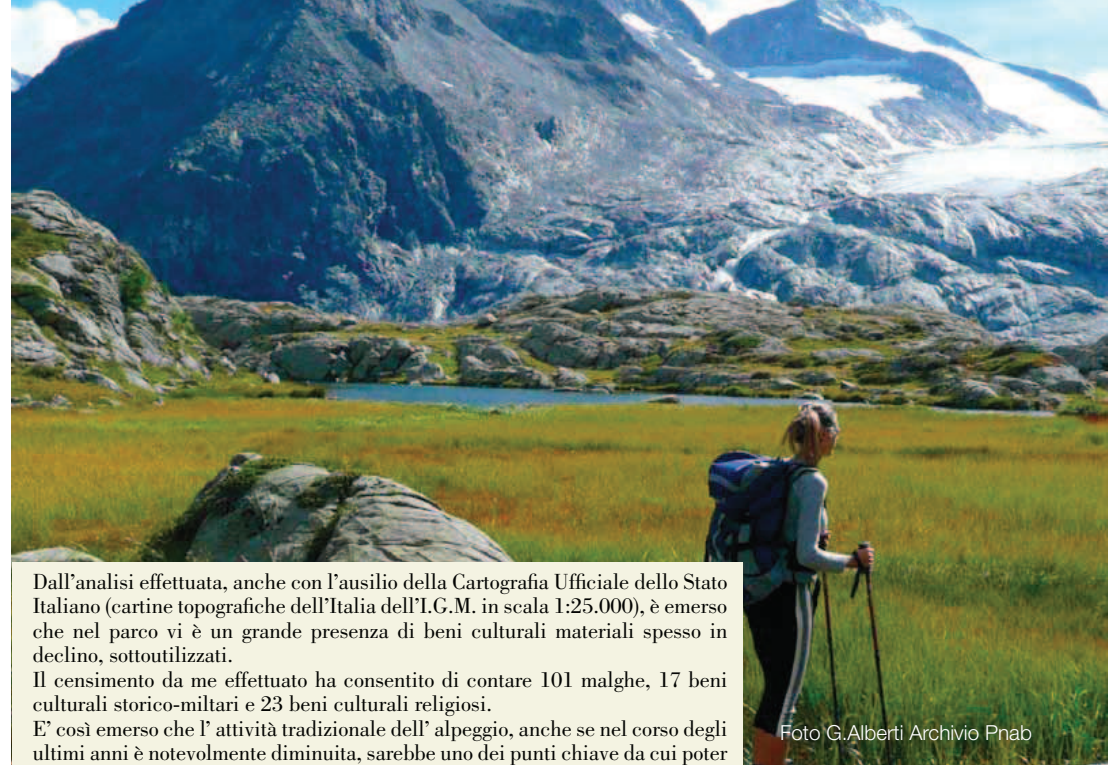 Dall'analisi effettuata, anche con l'ausilio della Cartografia Ufficiale dello Stato
Italiano (cartine topografiche dell'Italia dell'I.G.M. in scala 1:25.000), è emerso
che nel parco vi è un grande presenza di beni culturali materiali spesso in
declino, sottoutilizzati.
Il censimento da me effettuato ha consentito di contare 101 malghe, 17 beni
culturali storico-miltari e 23 beni culturali religiosi.
E' così emerso che l' attività tradizionale dell' alpeggio, anche se nel corso degli
ultimi anni è notevolmente diminuita, sarebbe uno dei punti chiave da cui poter
Foto G.Alberti Archivio Pnab